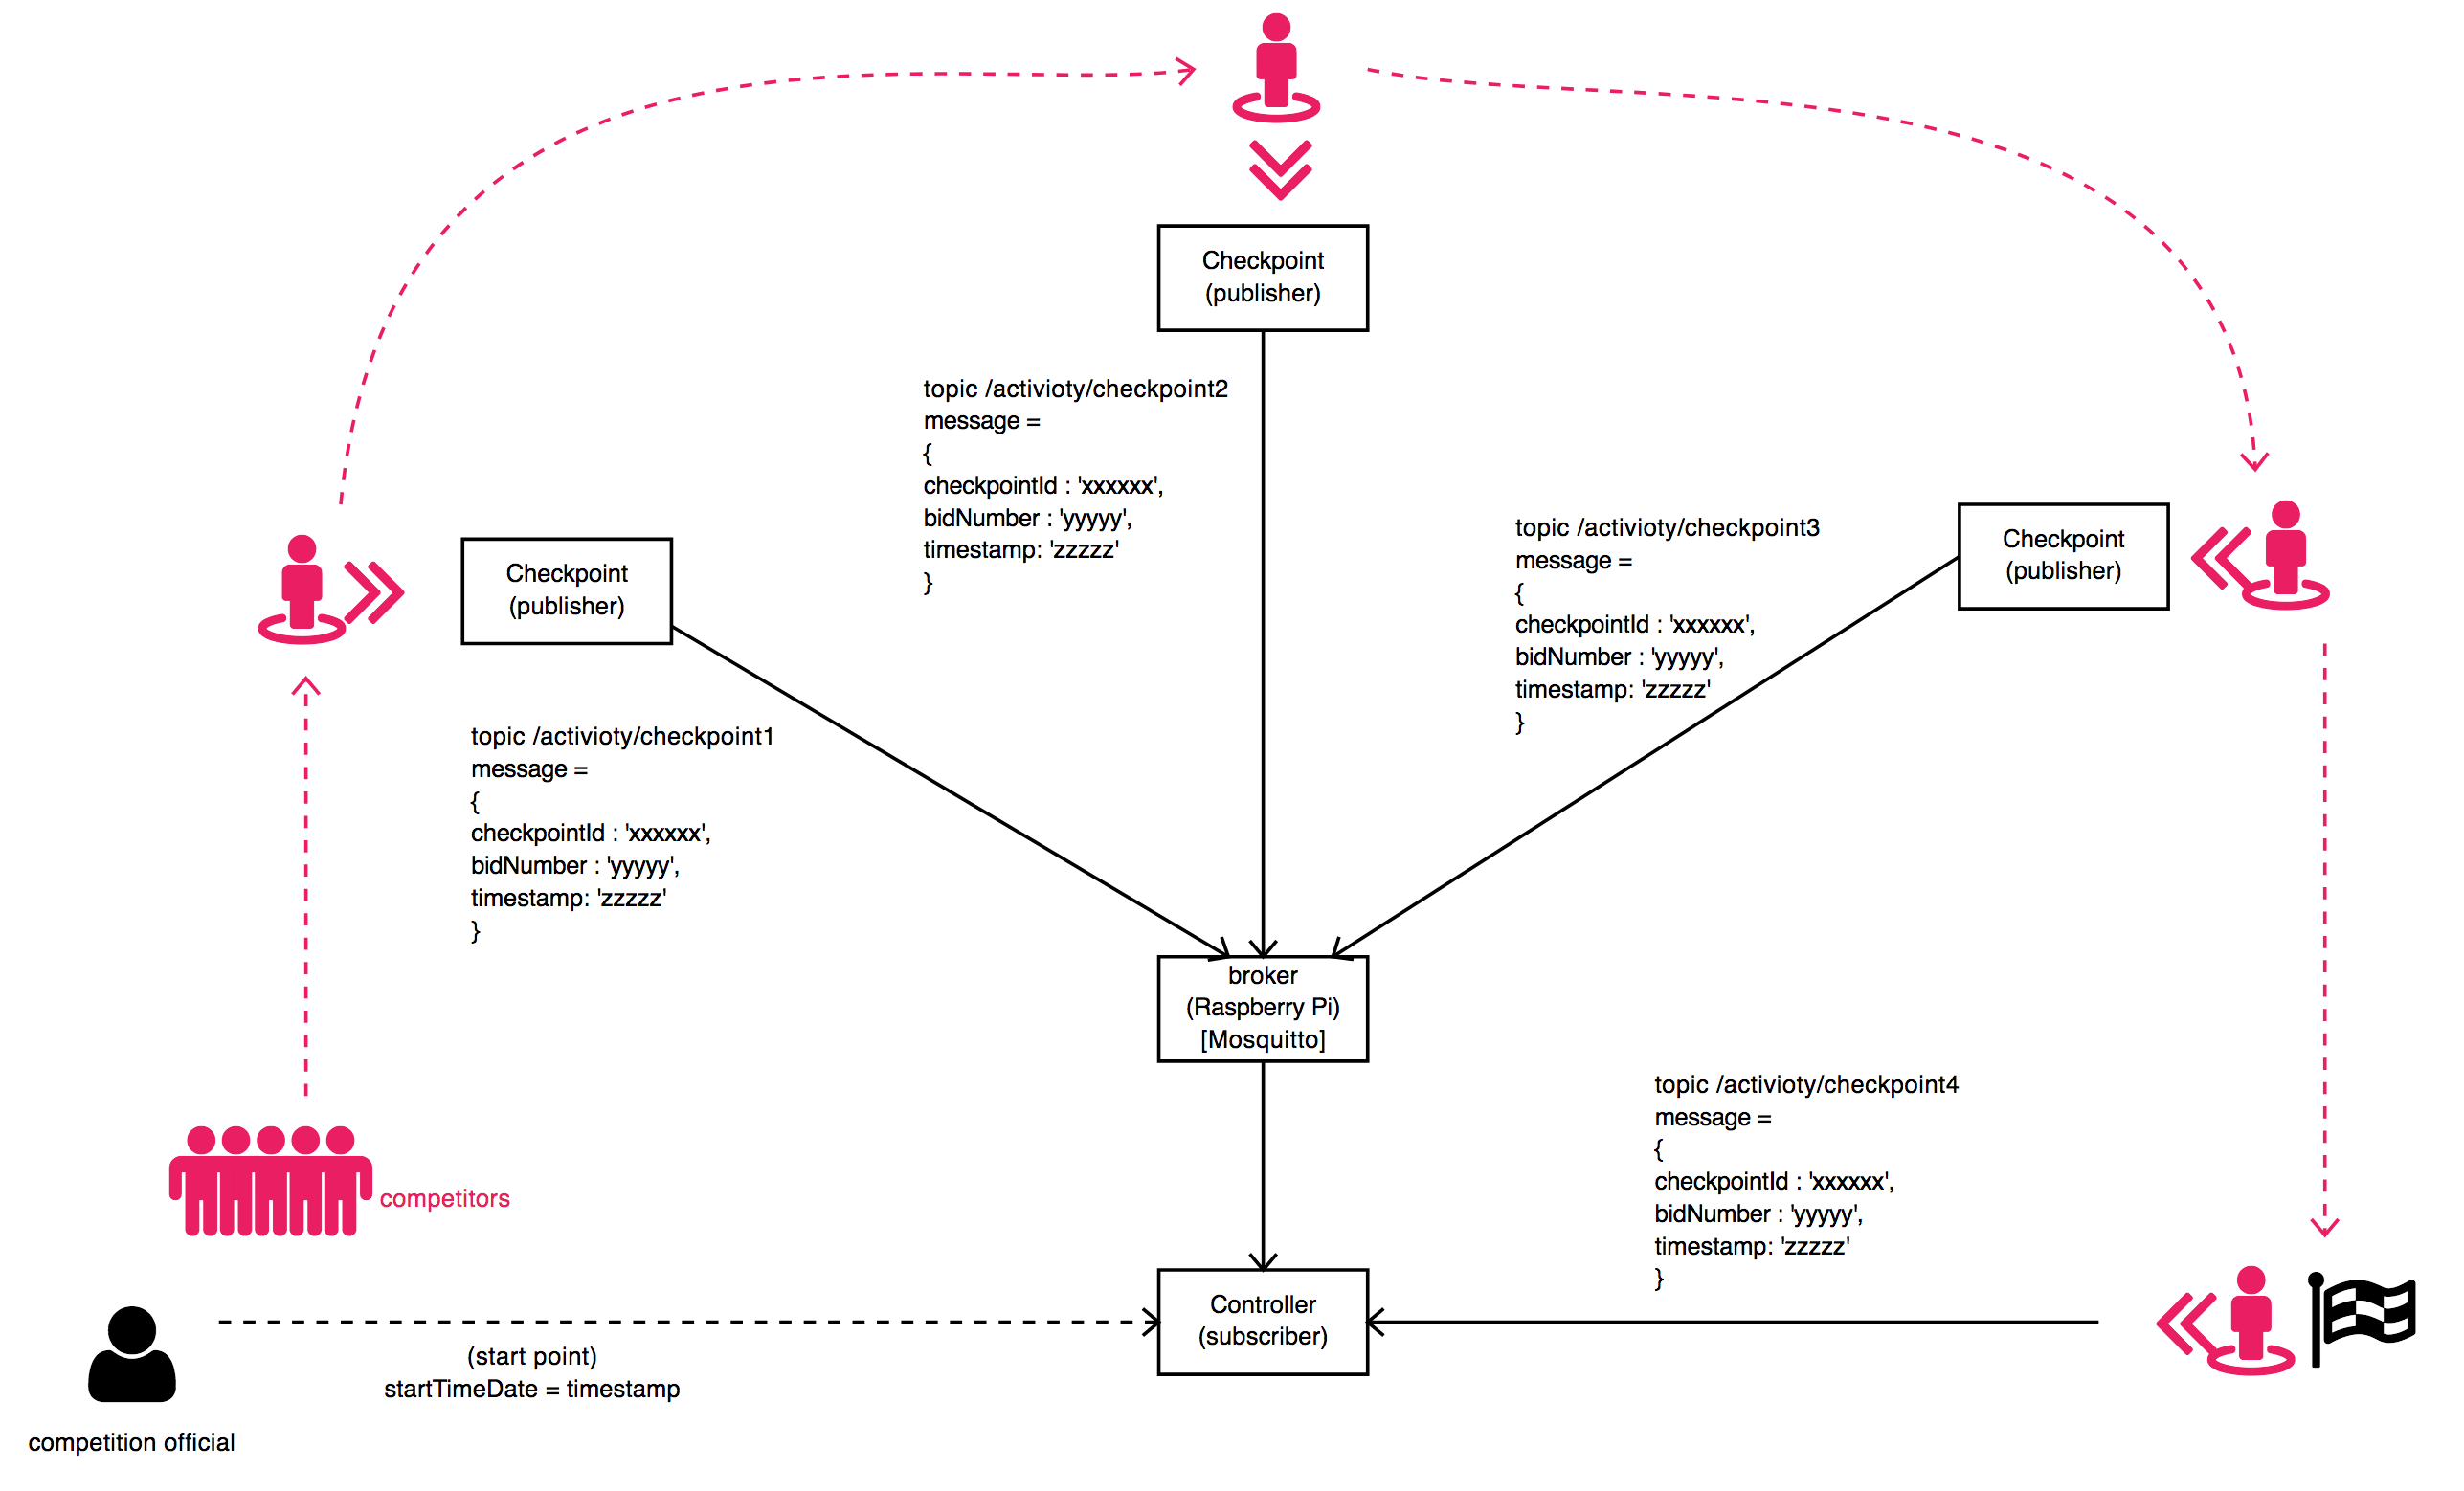 Checkpoint
(publisher)
topic /activioty/checkpoint2
message =
{
checkpointId : 'xxxxxx',
bidNumber : 'yyyyy',
timestamp: 'zzzzz'
}
Checkpoint
(publisher)
topic /activioty/checkpoint3
message =
{
checkpointId : 'xxxxxx',
bidNumber : 'yyyyy',
timestamp: 'zzzzz'
}
Checkpoint
(publisher)
topic /activioty/checkpoint1
message =
{
checkpointId : 'xxxxxx',
bidNumber : 'yyyyy',
timestamp: 'zzzzz'
}
broker
(Raspberry Pi)
[Mosquitto]
topic /activioty/checkpoint4
message =
{
checkpointId : 'xxxxxx',
bidNumber : 'yyyyy',
timestamp: 'zzzzz'
}
competitors
Controller
(subscriber)
(start point)
startTimeDate = timestamp
competition official